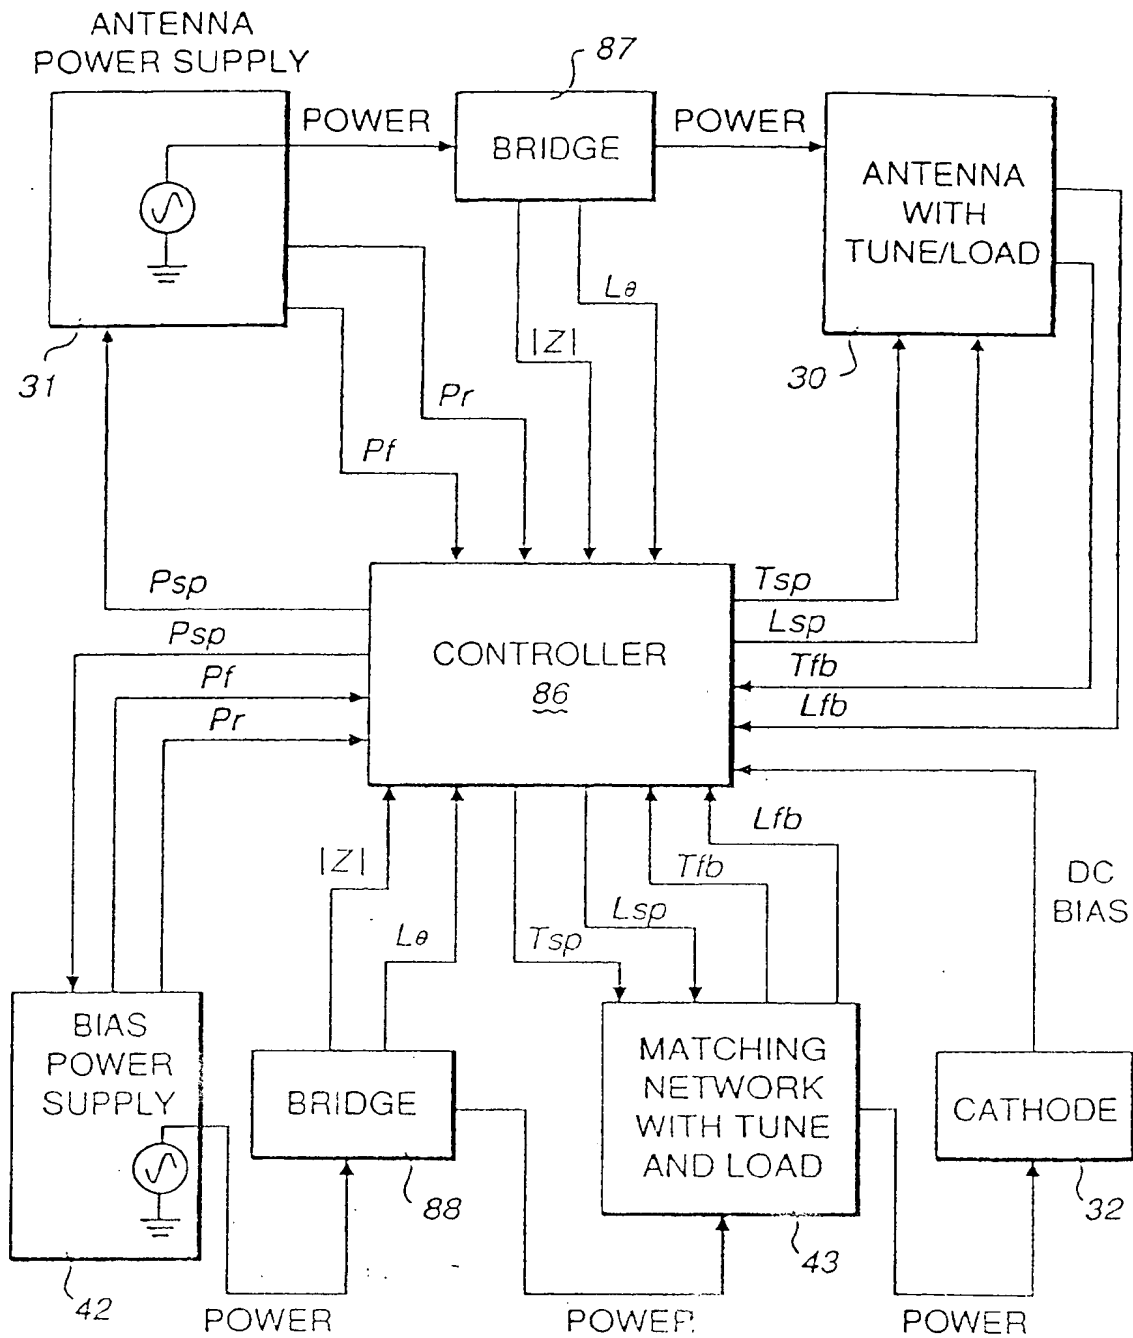 ANTENNA
POWER SUPPLY
87
POWER
BRIDGE
POWER
ANTENNA
WITH
TUNE/LOAD
31
30
Lθ
|Z|
Pr
Pf
Psp
Psp
Pf
Pr
CONTROLLER
86
Tsp
Lsp
Tfb
Lfb
|Z|
Lθ
Tsp
Lsp
Tfb
Lfb
DC
BIAS
BIAS
POWER
SUPPLY
BRIDGE
MATCHING
NETWORK
WITH TUNE
AND LOAD
CATHODE
42
88
43
32
POWER
POWER
POWER